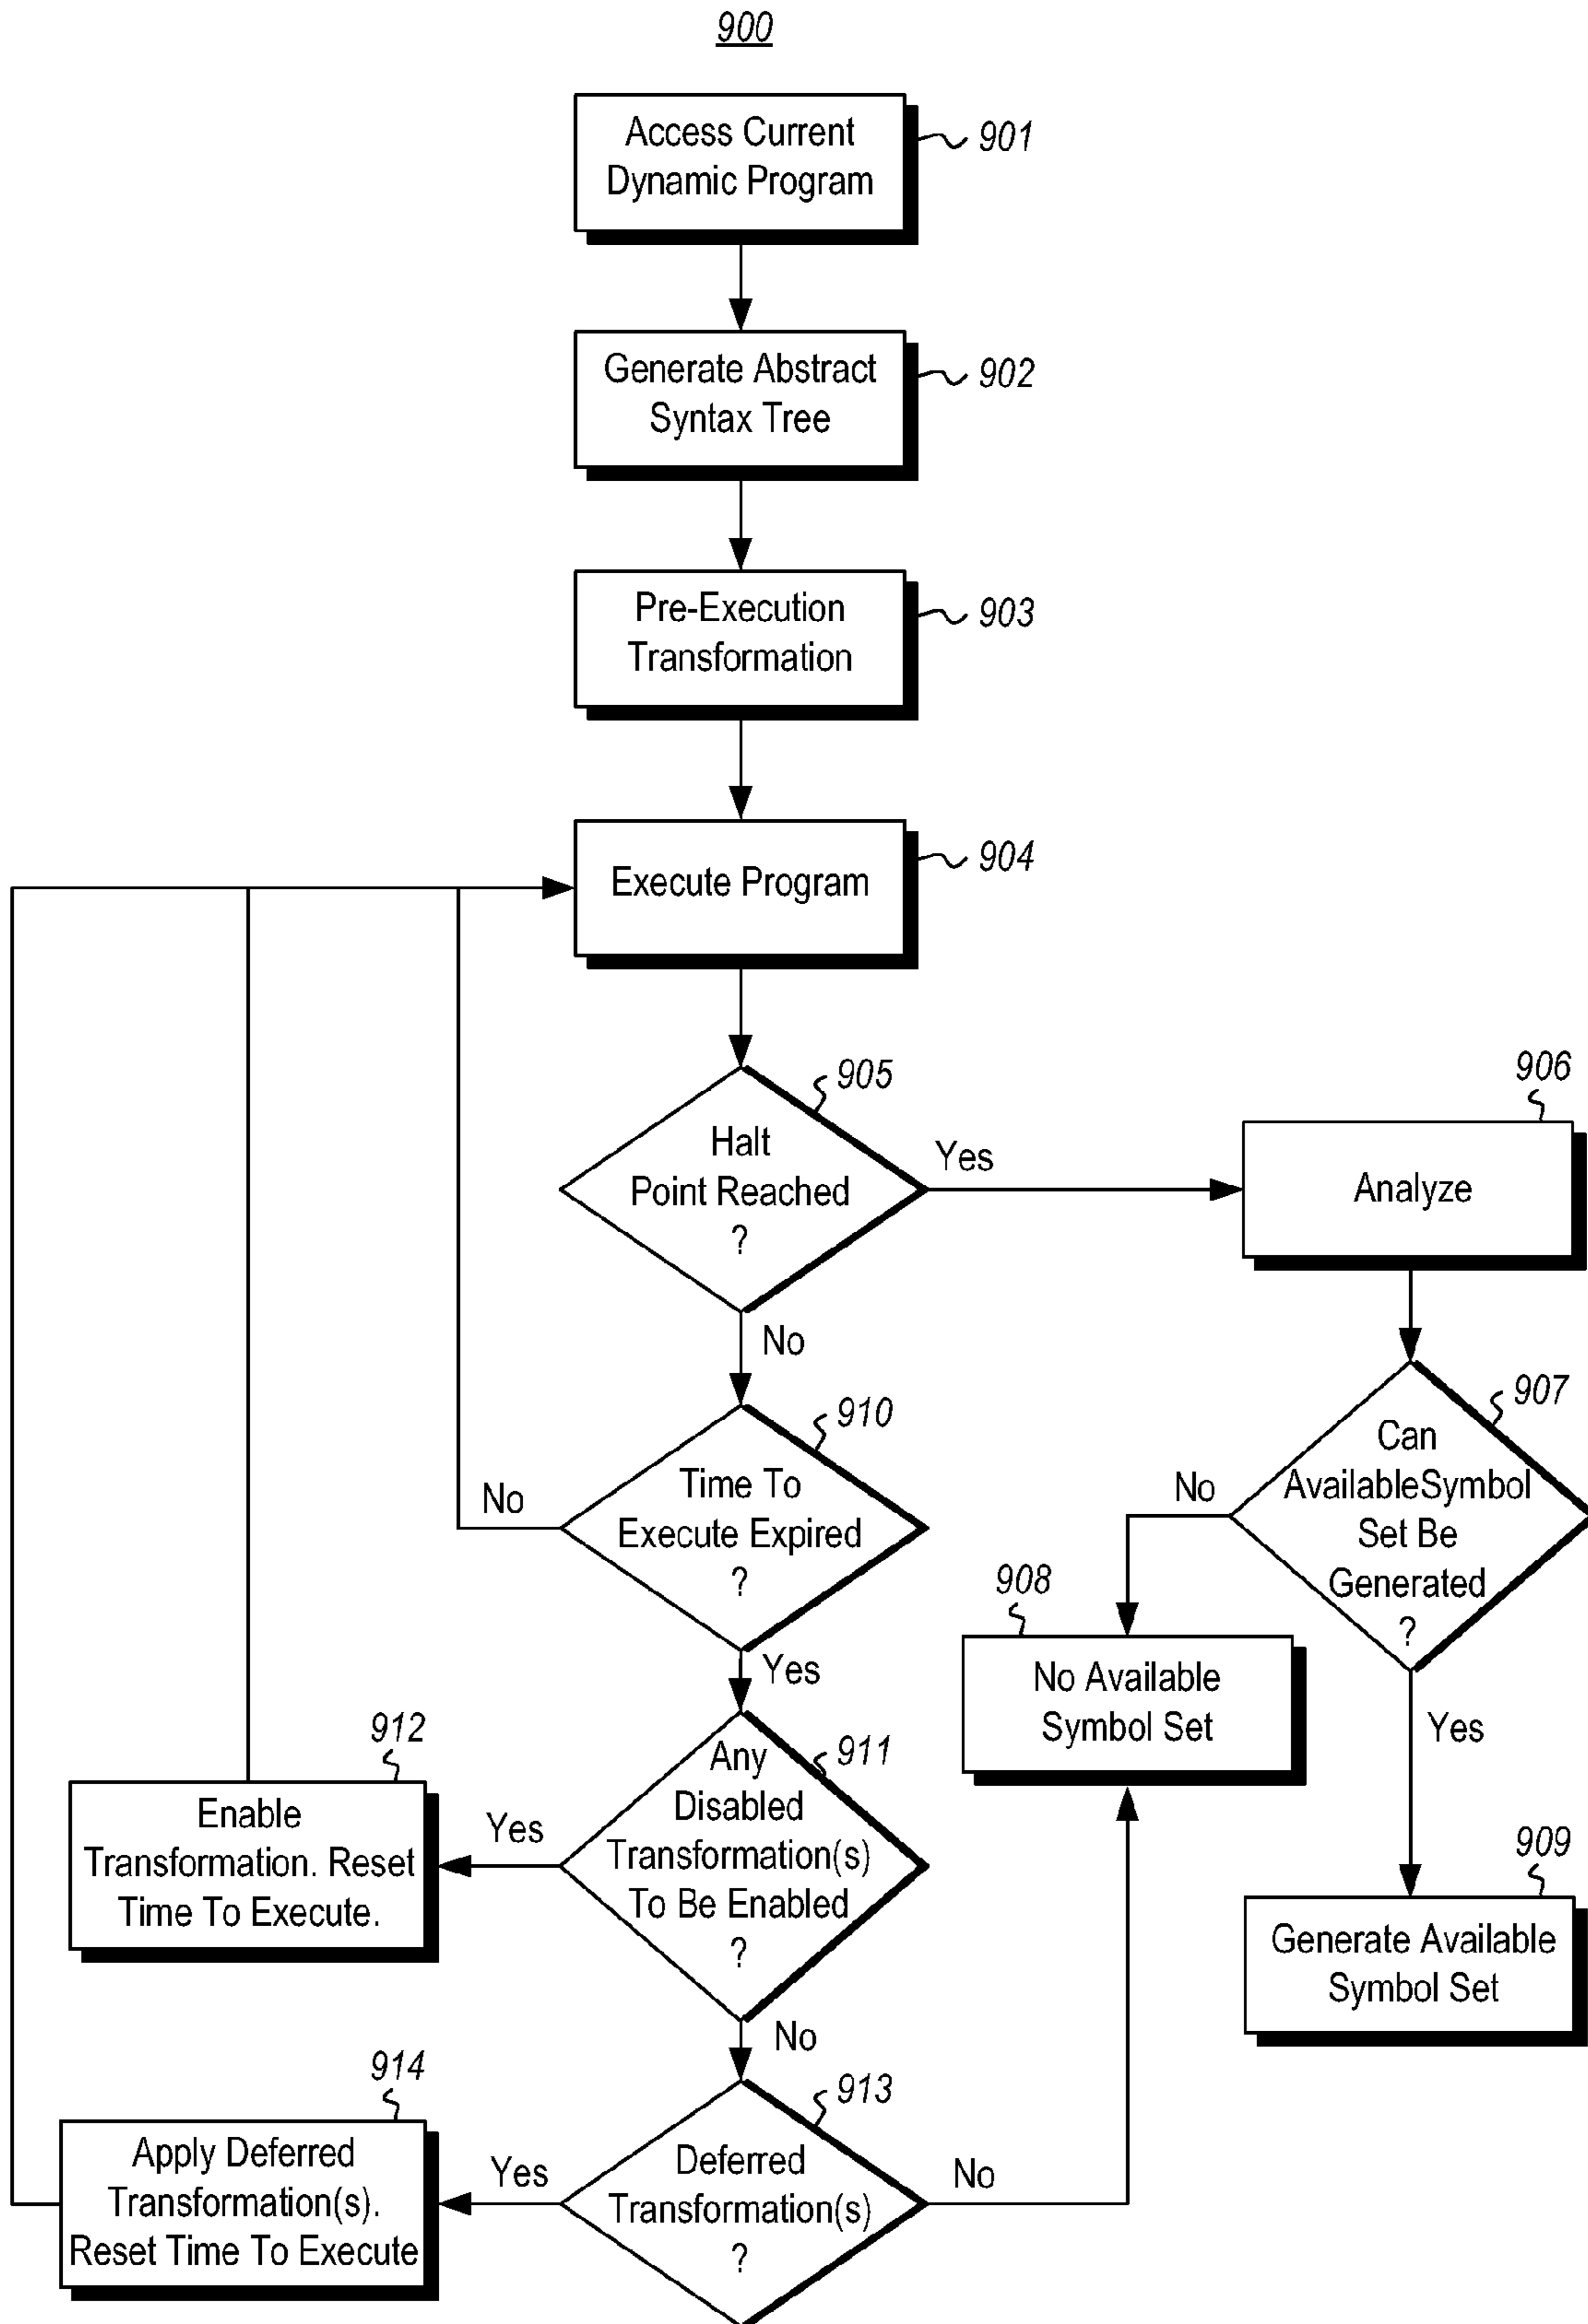 900
Access Current
Dynamic Program
901
Generate Abstract
Syntax Tree
902
Pre-Execution
Transformation
903
Execute Program
904
905
Halt
Point Reached
?
Yes
No
906
Analyze
907
Can
AvailableSymbol
Set Be
Generated
?
No
Yes
908
No Available
Symbol Set
909
Generate Available
Symbol Set
910
Time To
Execute Expired
?
No
Yes
911
Any
Disabled
Transformation(s)
To Be Enabled
?
Yes
No
912
Enable
Transformation. Reset
Time To Execute.
913
Deferred
Transformation(s)
?
Yes
No
914
Apply Deferred
Transformation(s).
Reset Time To Execute